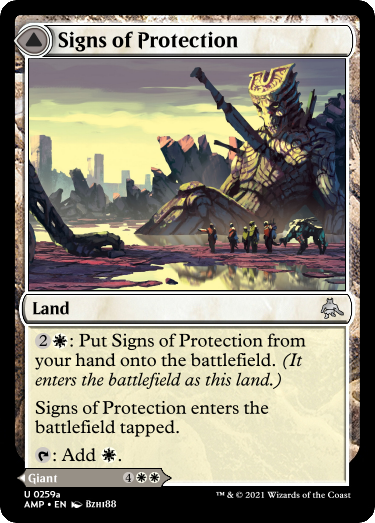 Signs of Protection
Land
2 : Put Signs of Protection from
your hand onto the battlefield. (It
enters the battlefield as this land.)
Signs of Protection enters the
battlefield tapped.
: Add .
Giant 4
U 0259a
AMP • EN Bzhi88
™ & © 2021 Wizards of the Coast